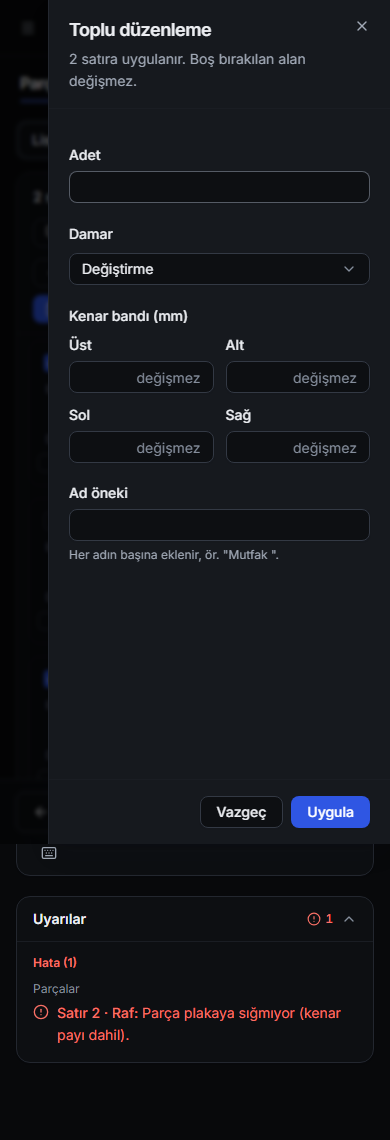 Toplu düzenleme
2 satıra uygulanır. Boş bırakılan alan
değişmez.
Adet
Damar
Değiştirme
Kenar bandı (mm)
Üst
Alt
değişmez
değişmez
Sol
Sağ
değişmez
değişmez
Ad öneki
Her adın başına eklenir, ör. "Mutfak ".
Vazgeç
Uygula
Uyarılar
1
Hata (1)
Parçalar
Satır 2 · Raf: Parça plakaya sığmıyor (kenar
payı dahil).